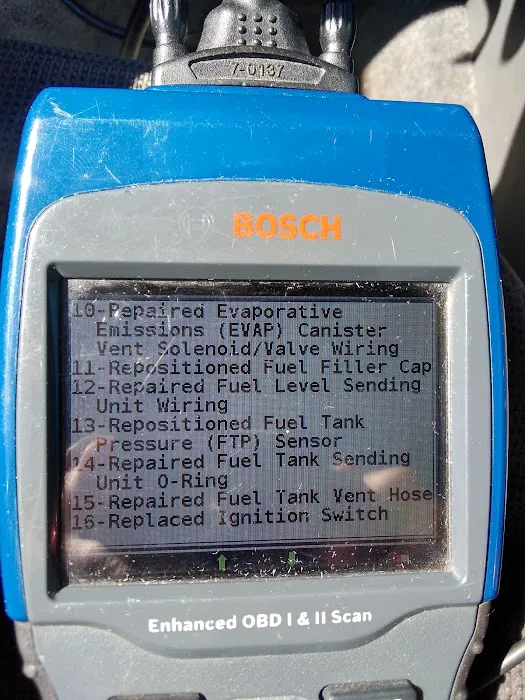 7-0137
BOSCH
10-Repaired Evaporative
Emissions (EVAP) Canister
Vent Solenoid/Valve Wiring
11-Repositioned Fuel Filler Cap
12-Repaired Fuel Level Sending
Unit Wiring
13-Repositioned Fuel Tank
Pressure (FTP) Sensor
14-Repaired Fuel Tank Sending
Unit O-Ring
15-Repaired Fuel Tank Vent Hose
16-Replaced Ignition Switch
Enhanced OBD I & II Scan